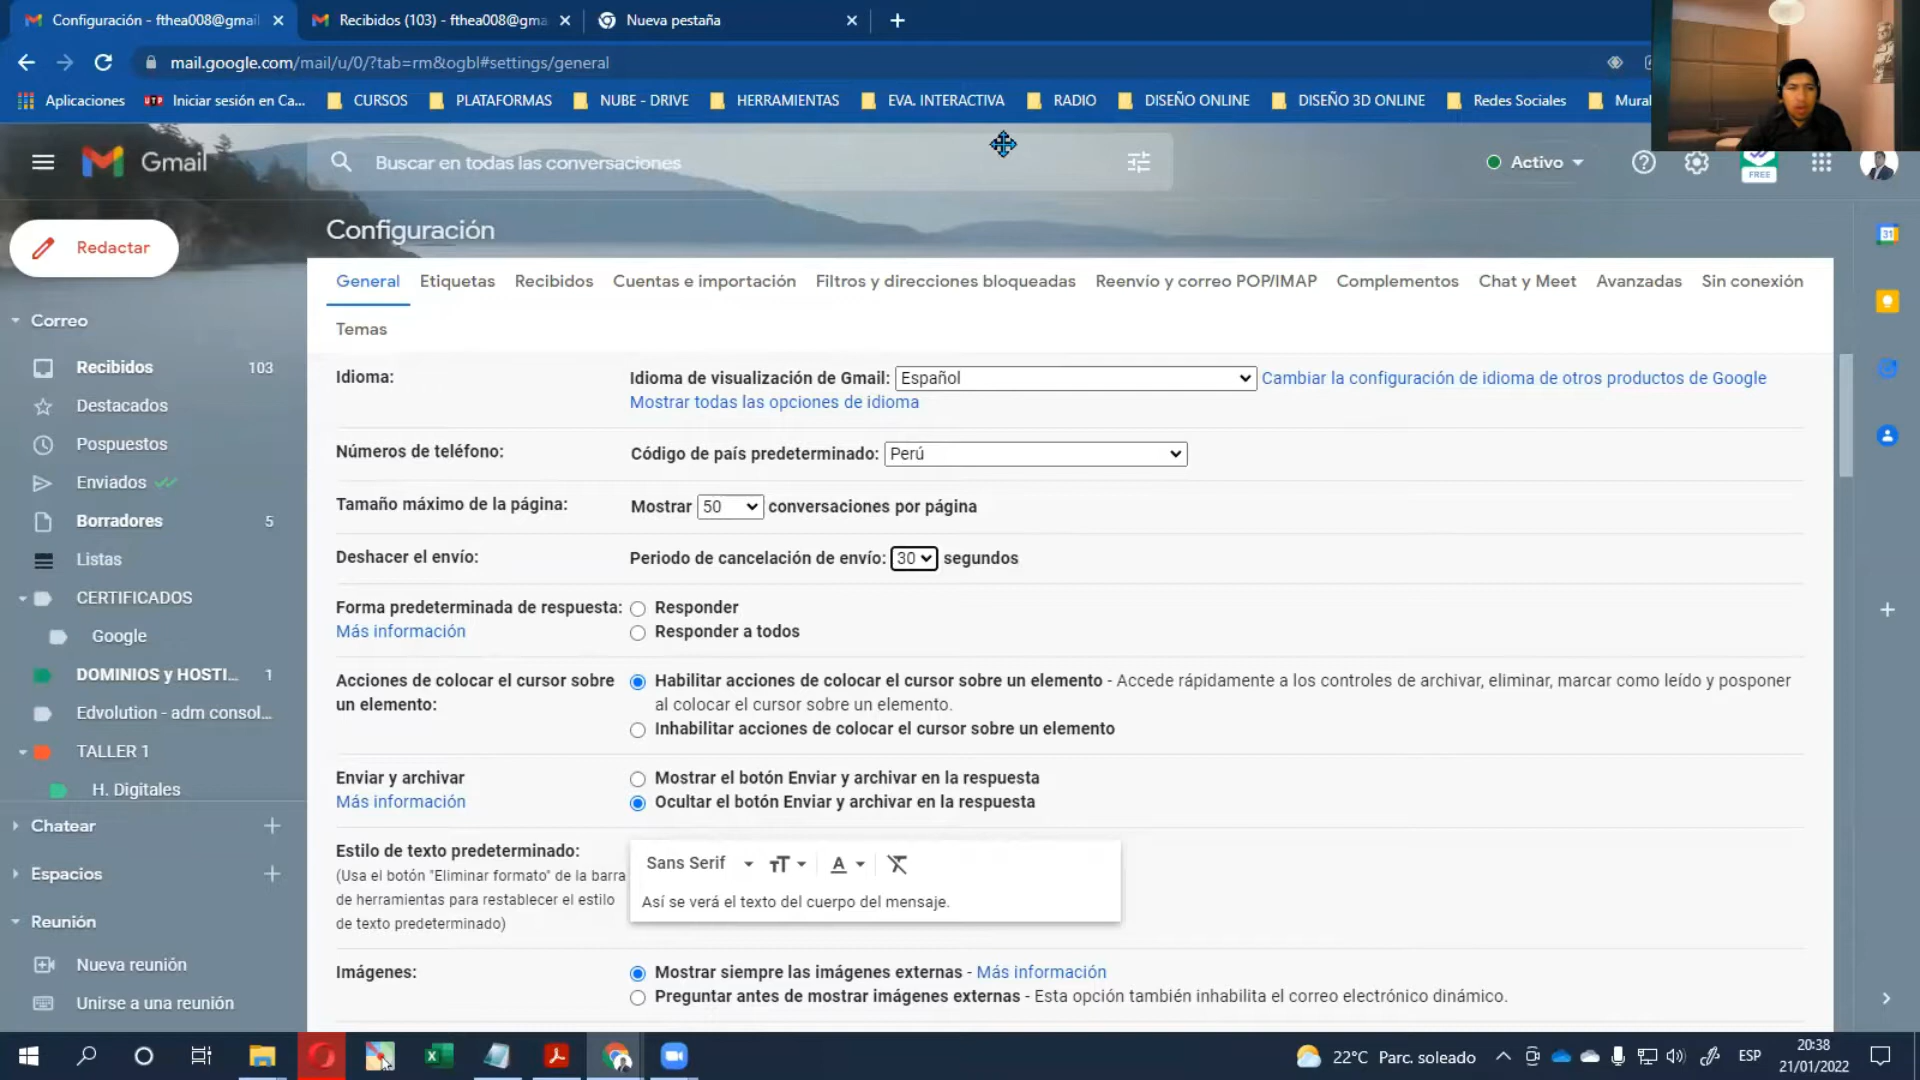 Configuración - fthea008@gmai
Recibidos (103) - fthea008@gma
Nueva pestaña
mail.google.com/mail/u/0/?tab=rm&ogbl#settings/general
Aplicaciones
UTP
Iniciar sesión en Ca...
CURSOS
PLATAFORMAS
NUBE - DRIVE
HERRAMIENTAS
EVA. INTERACTIVA
RADIO
DISEÑO ONLINE
DISEÑO 3D ONLINE
Redes Sociales
Mural
Gmail
Buscar en todas las conversaciones
Activo
FREE
Redactar
Configuración
General
Etiquetas
Recibidos
Cuentas e importación
Filtros y direcciones bloqueadas
Reenvío y correo POP/IMAP
Complementos
Chat y Meet
Avanzadas
Sin conexión
Temas
Correo
Recibidos 103
Destacados
Pospuestos
Enviados
Borradores 5
Listas
CERTIFICADOS
Google
DOMINIOS y HOSTI... 1
Edvolution - adm consol...
TALLER 1
H. Digitales
Chatear
Espacios
Reunión
Nueva reunión
Unirse a una reunión
Idioma:
Idioma de visualización de Gmail: Español Cambiar la configuración de idioma de otros productos de Google
Mostrar todas las opciones de idioma
Números de teléfono:
Código de país predeterminado: Perú
Tamaño máximo de la página:
Mostrar 50 conversaciones por página
Deshacer el envío:
Periodo de cancelación de envío: 30 segundos
Forma predeterminada de respuesta:
Más información
Responder
Responder a todos
Acciones de colocar el cursor sobre
un elemento:
Habilitar acciones de colocar el cursor sobre un elemento - Accede rápidamente a los controles de archivar, eliminar, marcar como leído y posponer
al colocar el cursor sobre un elemento.
Inhabilitar acciones de colocar el cursor sobre un elemento
Enviar y archivar
Más información
Mostrar el botón Enviar y archivar en la respuesta
Ocultar el botón Enviar y archivar en la respuesta
Estilo de texto predeterminado:
(Usa el botón "Eliminar formato" de la barra
de herramientas para restablecer el estilo
de texto predeterminado)
Sans Serif
Así se verá el texto del cuerpo del mensaje.
Imágenes:
Mostrar siempre las imágenes externas - Más información
Preguntar antes de mostrar imágenes externas - Esta opción también inhabilita el correo electrónico dinámico.
31
22°C Parc. soleado
ESP
20:38
21/01/2022